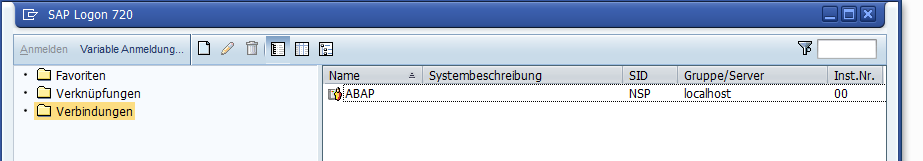 SAP Logon 720
Anmelden Variable Anmeldung...
Favoriten
Verknüpfungen
Verbindungen
Name Systembeschreibung SID Gruppe/Server Inst.Nr.
ABAP NSP localhost 00